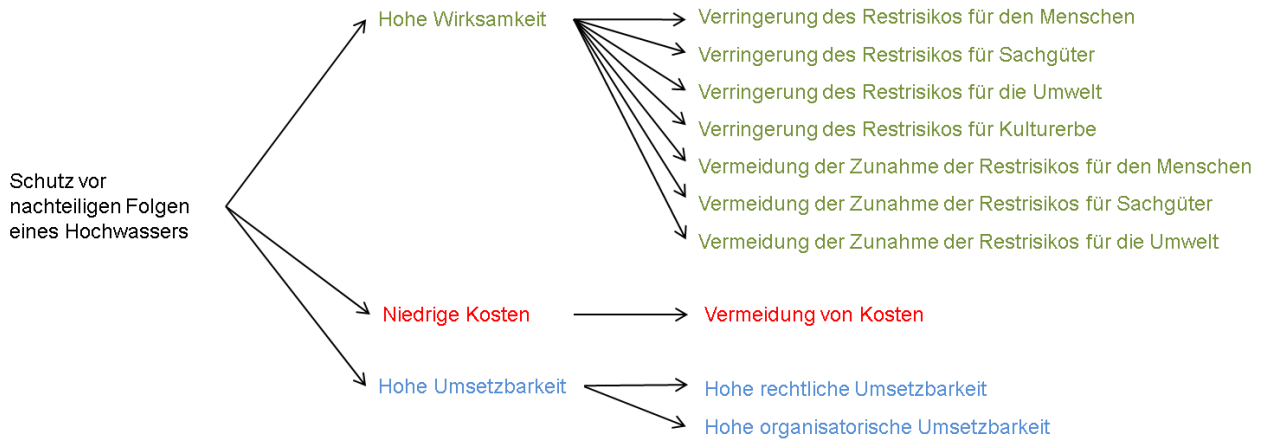 Schutz vor
nachteiligen Folgen
eines Hochwassers
Hohe Wirksamkeit
Verringerung des Restrisikos für den Menschen
Verringerung des Restrisikos für Sachgüter
Verringerung des Restrisikos für die Umwelt
Verringerung des Restrisikos für Kulturerbe
Vermeidung der Zunahme der Restrisikos für den Menschen
Vermeidung der Zunahme der Restrisikos für Sachgüter
Vermeidung der Zunahme der Restrisikos für die Umwelt
Niedrige Kosten
Vermeidung von Kosten
Hohe Umsetzbarkeit
Hohe rechtliche Umsetzbarkeit
Hohe organisatorische Umsetzbarkeit